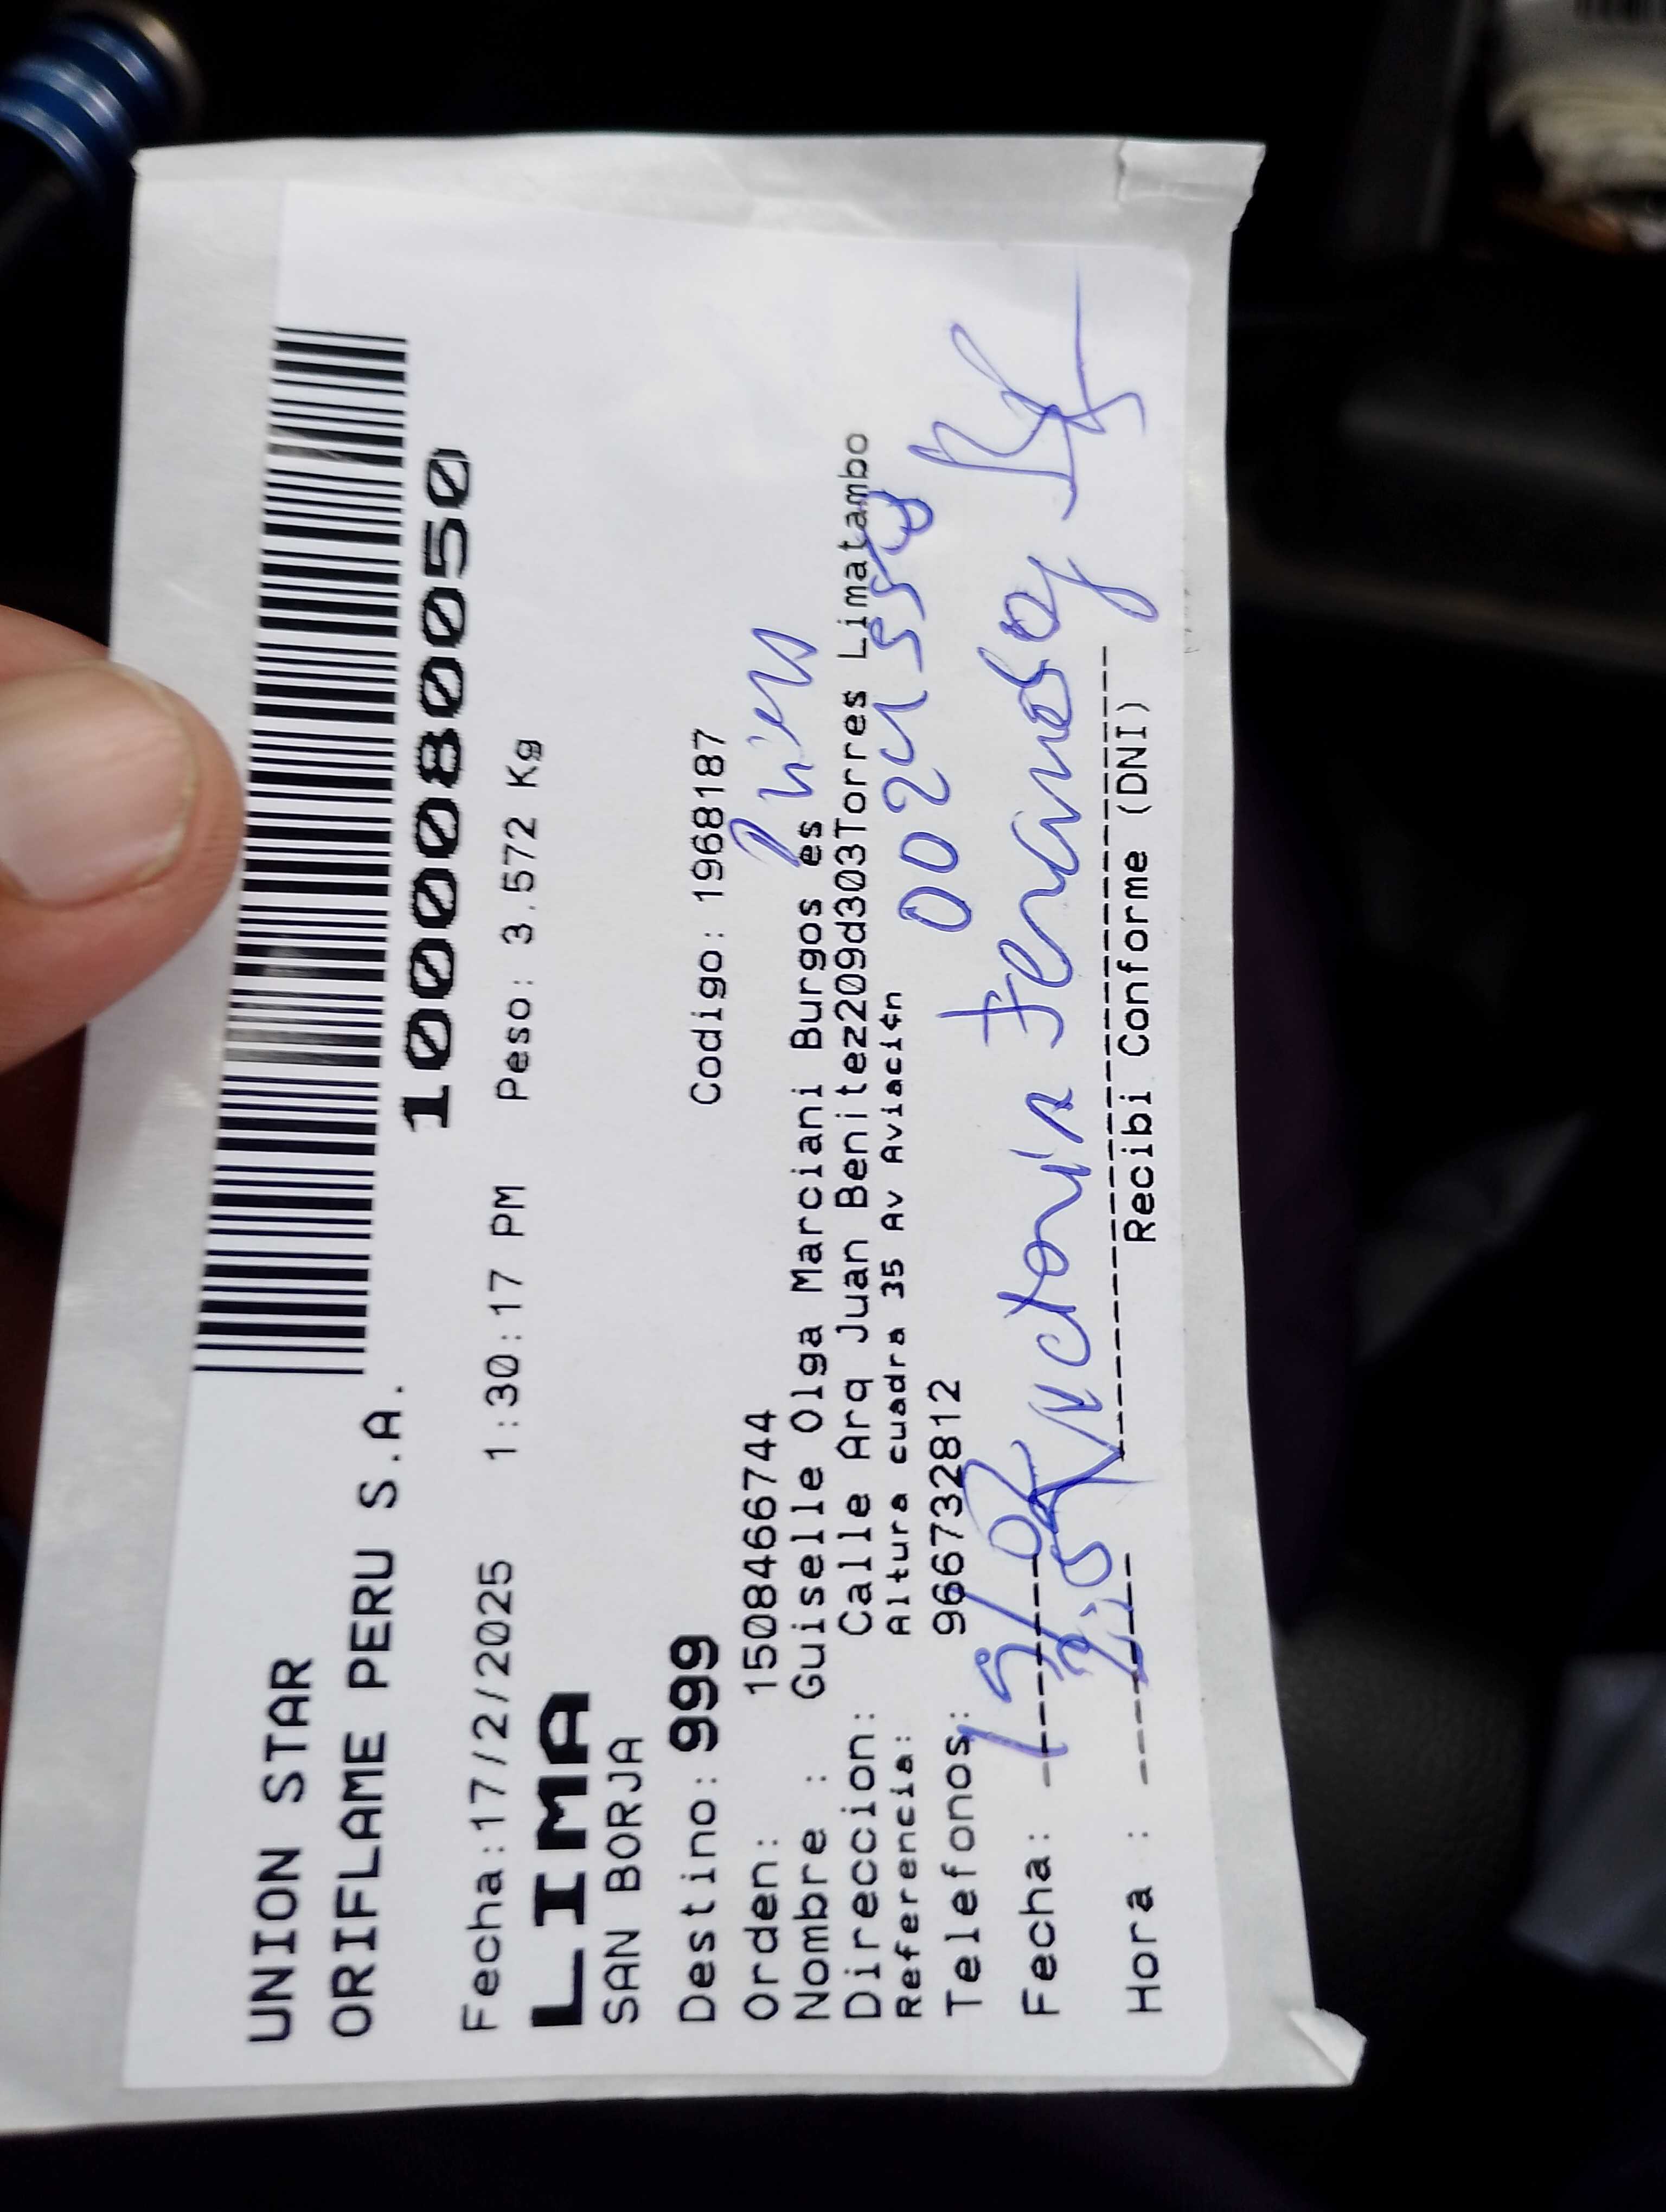 UNION STAR
ORIFLAME PERU S.A.
10000800050
Fecha:17/2/2025 1:30:17 PM Peso: 3.572 Kg
LIMA
SAN BORJA
Destino: 999 Codigo: 1968187
Orden: 1508466744
Nombre : Guiselle Olga Marciani Burgos es
Direccion: Calle Arq Juan Benitez209d303Torres Limatambo
Referencia: Altura cuadra 35 Av Aviaci¢n
Telefonos: 966732812
Fecha:
Victoria
Hora :
Recibi Conforme (DNI)